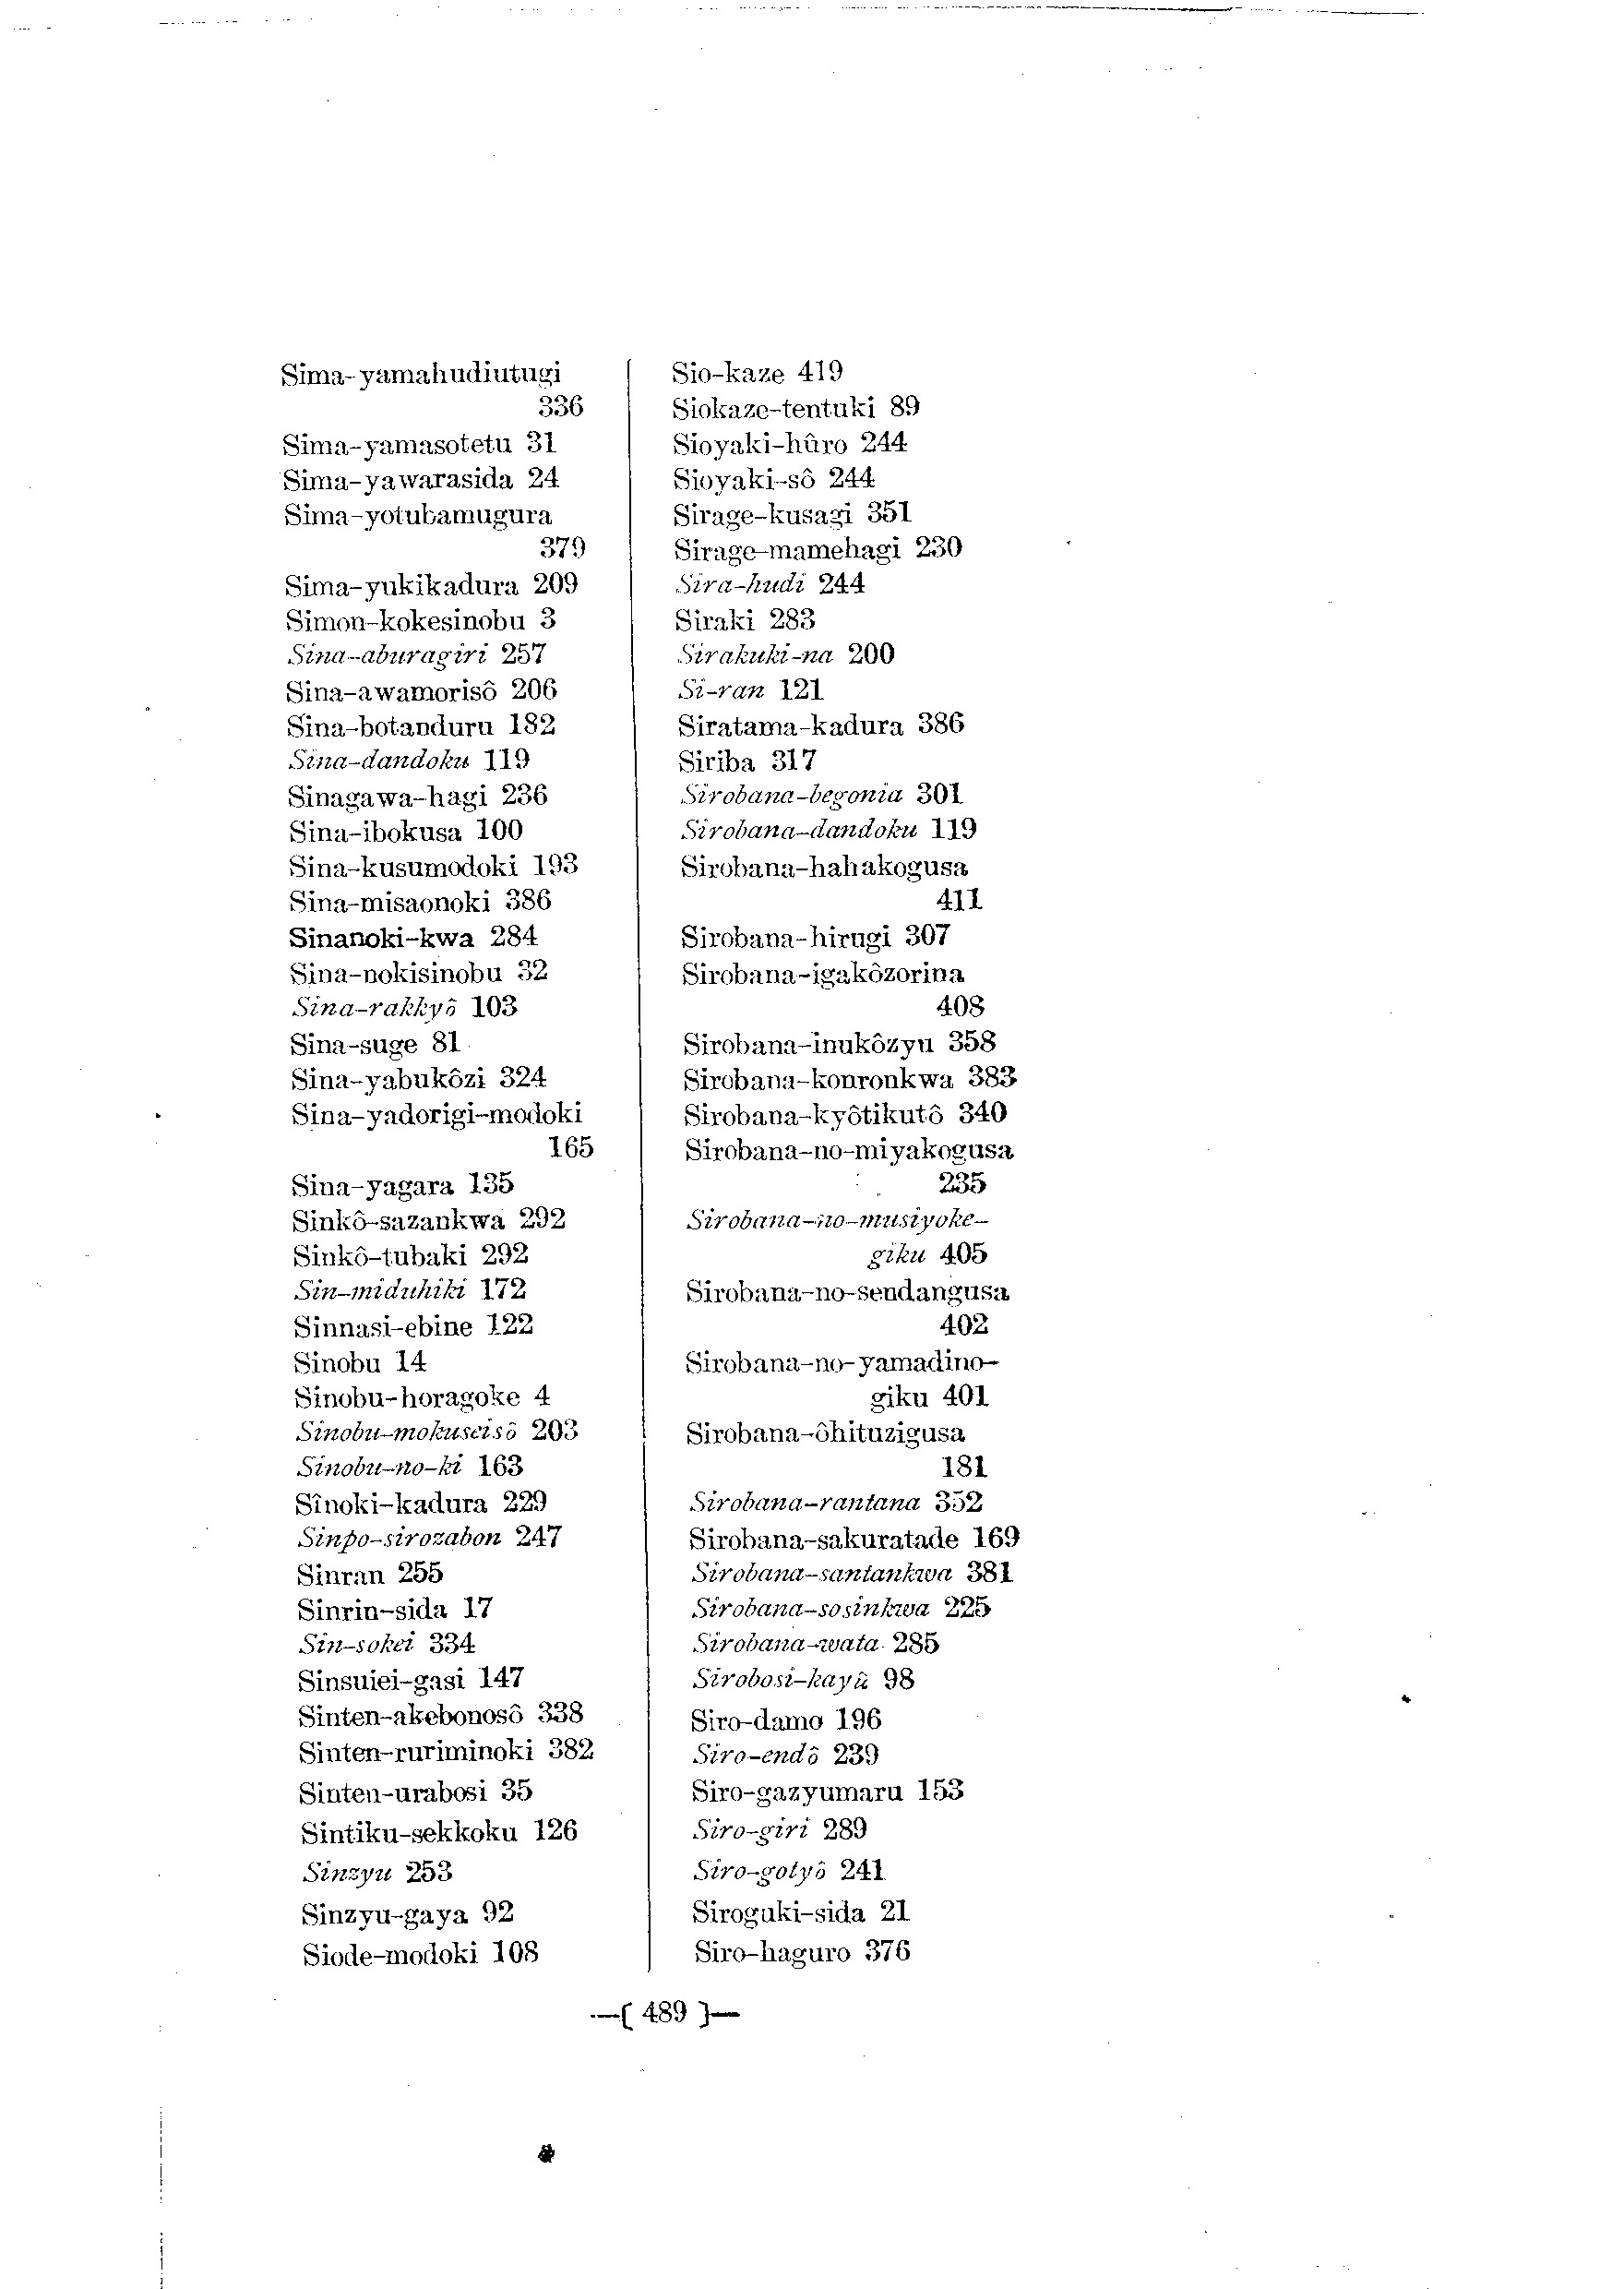 Sima-yamahudiutugi
336
Sima-yamasotetu 31
Sima-yawarasida 24
Sima-yotubamugura
379
Sima-yukikadura 209
Simon-kokesinobu 3
Sina-aburagiri 257
Sina-awamorisô 206
Sina-botanduru 182
Sina-dandoku 119
Sinagawa-hagi 236
Sina-ibokusa 100
Sina-kusumodoki 193
Sina-misaonoki 386
Sinanoki-kwa 284
Sina-nokisinobu 32
Sina-rakkyô 103
Sina-suge 81
Sina-yabukôzi 324
Sina-yadorigi-modoki
165
Sina-yagara 135
Sinkô-sazankwa 292
Sinkô-tubaki 292
Sin-miduhiki 172
Sinnasi-ebine 122
Sinobu 14
Sinobu-horagoke 4
Sinobu-mokuseisô 203
Sinobu-no-ki 163
Sinoki-kadura 229
Sinpo-sirozabon 247
Sinran 255
Sinrin-sida 17
Sin-sokei 334
Sinsuiei-gasi 147
Sinten-akebonosô 338
Sinten-ruriminoki 382
Sinten-urabosi 35
Sintiku-sekkoku 126
Sinzyu 253
Sinzyu-gaya 92
Siode-modoki 108
Sio-kaze 419
Siokaze-tentuki 89
Sioyaki-hûro 244
Sioyaki-sô 244
Sirage-kusagi 351
Sirage-mamehagi 230
Sira-hudi 244
Siraki 283
Sirakuki-na 200
Si-ran 121
Siratama-kadura 386
Siriba 317
Sirobana-begonia 301
Sirobana-dandoku 119
Sirobana-hahakogusa
411
Sirobana-hirugi 307
Sirobana-igakôzorina
408
Sirobana-inukôzyu 358
Sirobana-konronkwa 383
Sirobana-kyôtikutô 340
Sirobana-no-miyakogusa
235
Sirobana-no-musiyoke-
giku 405
Sirobana-no-sendangusa
402
Sirobana-no-yamadino-
giku 401
Sirobana-ôhituzigusa
181
Sirobana-rantana 352
Sirobana-sakuratade 169
Sirobana-santankwa 381
Sirobana-sosinkwa 225
Sirobana-wata 285
Sirobosi-kayû 98
Siro-damo 196
Siro-endô 239
Siro-gazyumaru 153
Siro-giri 289
Siro-gotyô 241
Siroguki-sida 21
Siro-haguro 376
—( 489 )—